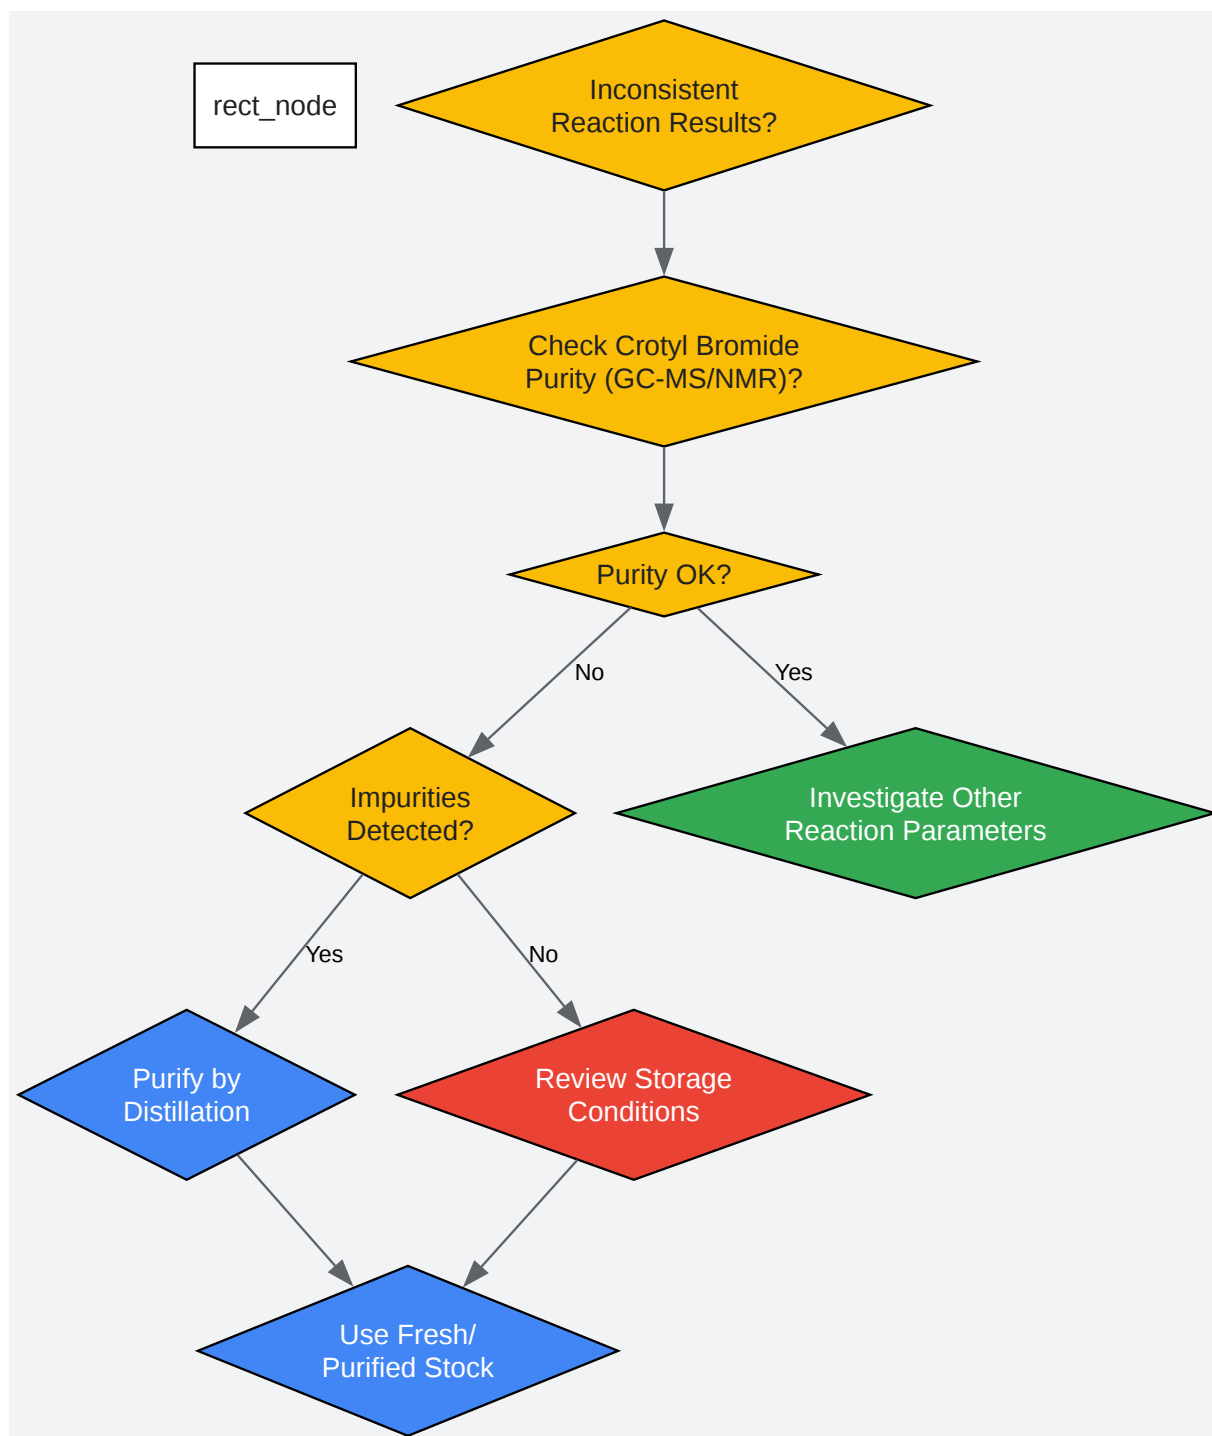 rect_node
Inconsistent
Reaction Results?
Check Crotyl Bromide
Purity (GC-MS/NMR)?
Purity OK?
No
Yes
Impurities
Detected?
Investigate Other
Reaction Parameters
Yes
No
Purify by
Distillation
Review Storage
Conditions
Use Fresh/
Purified Stock